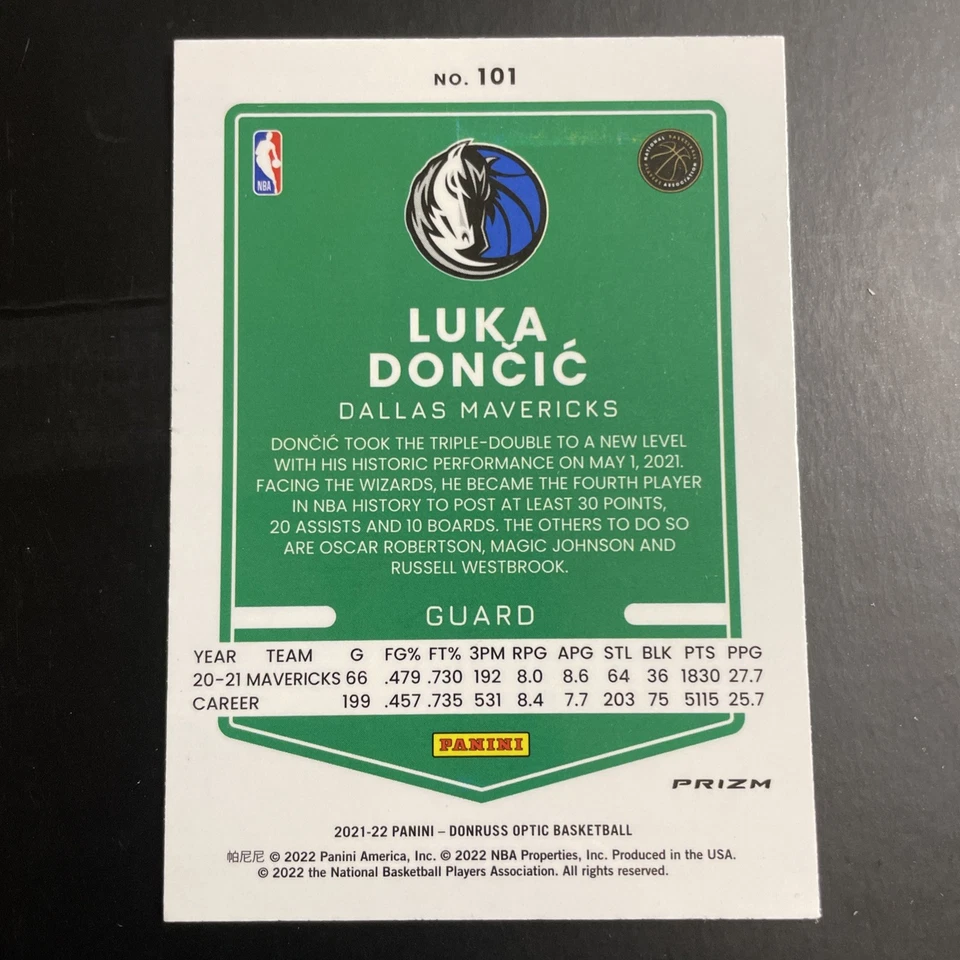 NO. 101
NBA
NATIONAL BASKETBALL
PLAYERS ASSOCIATION
LUKA
DONČIĆ
DALLAS MAVERICKS
DONČIĆ TOOK THE TRIPLE-DOUBLE TO A NEW LEVEL
WITH HIS HISTORIC PERFORMANCE ON MAY 1, 2021.
FACING THE WIZARDS, HE BECAME THE FOURTH PLAYER
IN NBA HISTORY TO POST AT LEAST 30 POINTS,
20 ASSISTS AND 10 BOARDS. THE OTHERS TO DO SO
ARE OSCAR ROBERTSON, MAGIC JOHNSON AND
RUSSELL WESTBROOK.
GUARD
YEAR TEAM G FG% FT% 3PM RPG APG STL BLK PTS PPG
20-21 MAVERICKS 66 .479 .730 192 8.0 8.6 64 36 1830 27.7
CAREER 199 .457 .735 531 8.4 7.7 203 75 5115 25.7
PANINI
PRIZM
2021-22 PANINI – DONRUSS OPTIC BASKETBALL
帕尼尼 © 2022 Panini America, Inc. © 2022 NBA Properties, Inc. Produced in the USA.
© 2022 the National Basketball Players Association. All rights reserved.